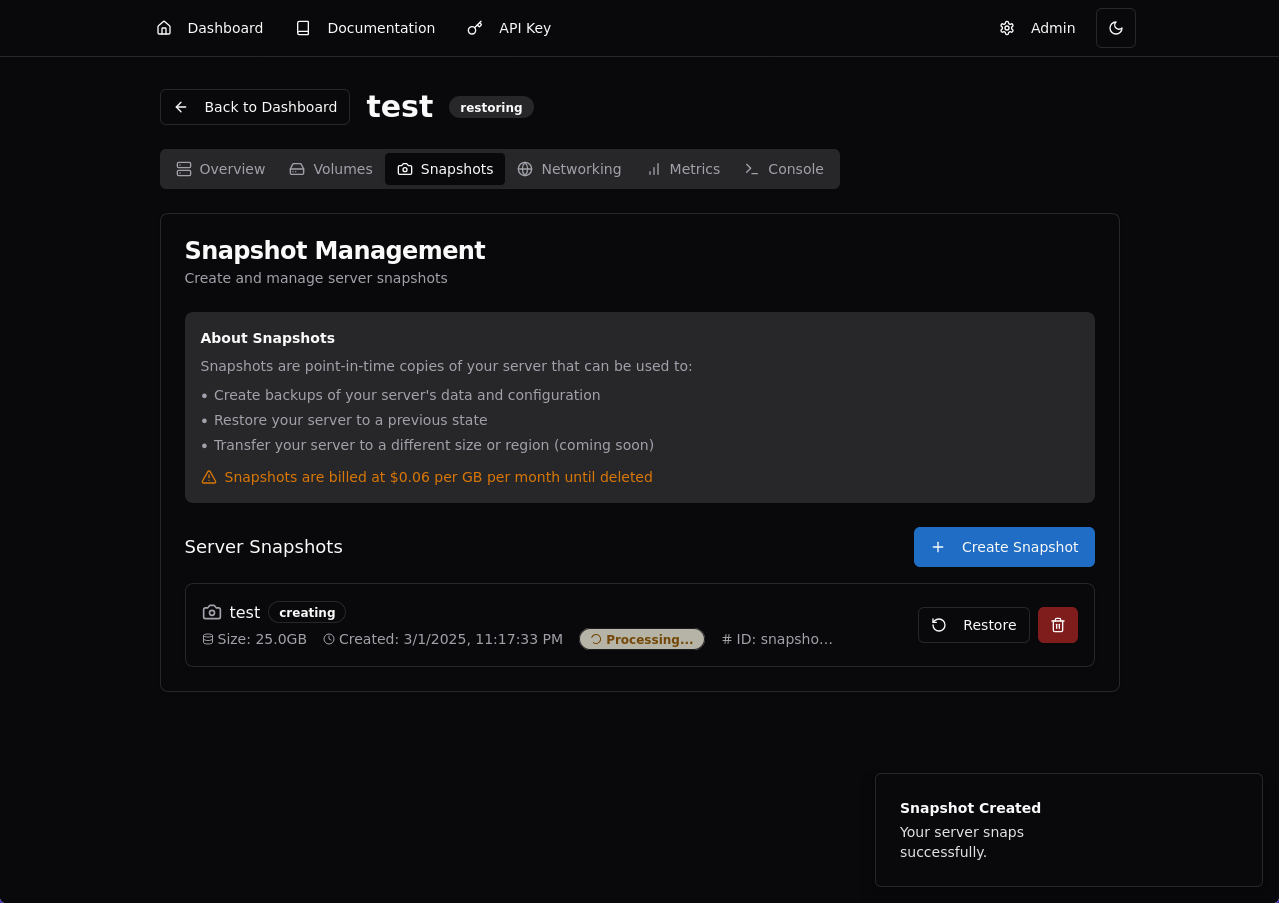 Dashboard Documentation API Key Admin
Back to Dashboard test restoring
Overview Volumes Snapshots Networking Metrics Console
Snapshot Management
Create and manage server snapshots
About Snapshots
Snapshots are point-in-time copies of your server that can be used to:
• Create backups of your server's data and configuration
• Restore your server to a previous state
• Transfer your server to a different size or region (coming soon)
Snapshots are billed at $0.06 per GB per month until deleted
Server Snapshots
+ Create Snapshot
test creating
Size: 25.0GB Created: 3/1/2025, 11:17:33 PM Processing... # ID: snapsho...
Restore
Snapshot Created
Your server snaps
successfully.